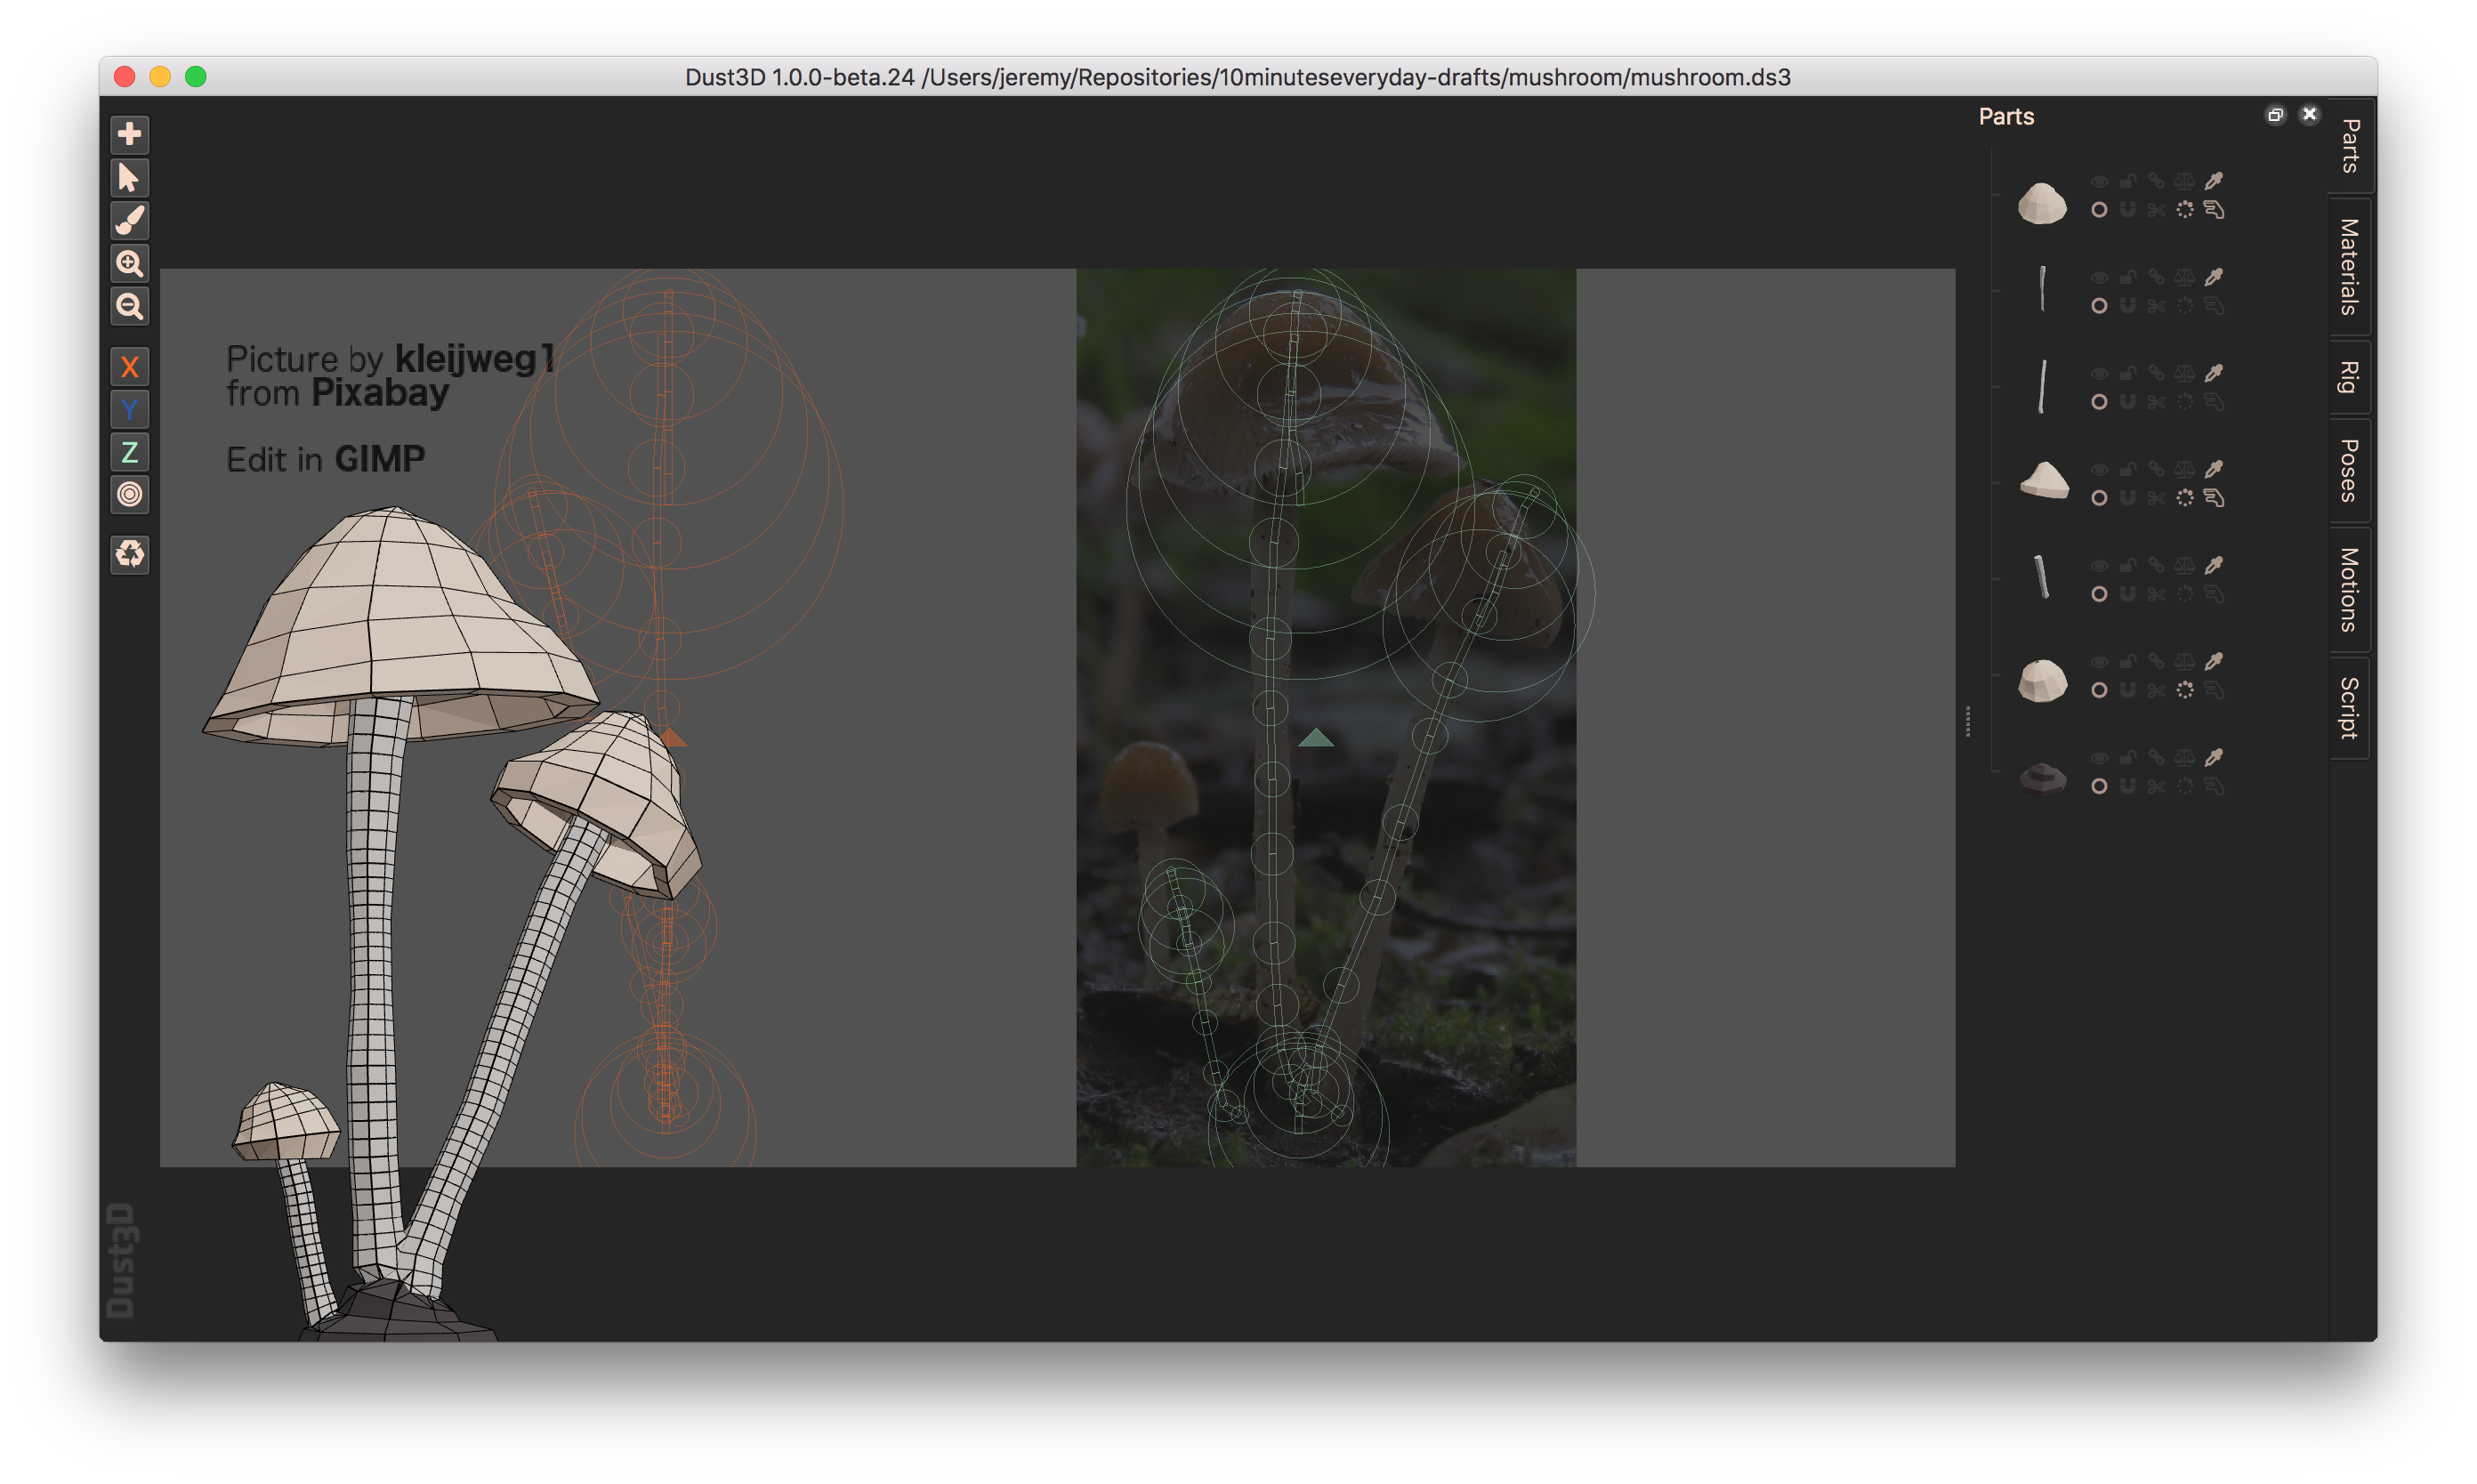 Dust3D 1.0.0-beta.24 /Users/jeremy/Repositories/10minuteseveryday-drafts/mushroom/mushroom.ds3
Parts
Parts
Materials
Rig
Poses
Motions
Script
X
Y
Z
Picture by kleijweg1
from Pixabay
Edit in GIMP
Dust3D